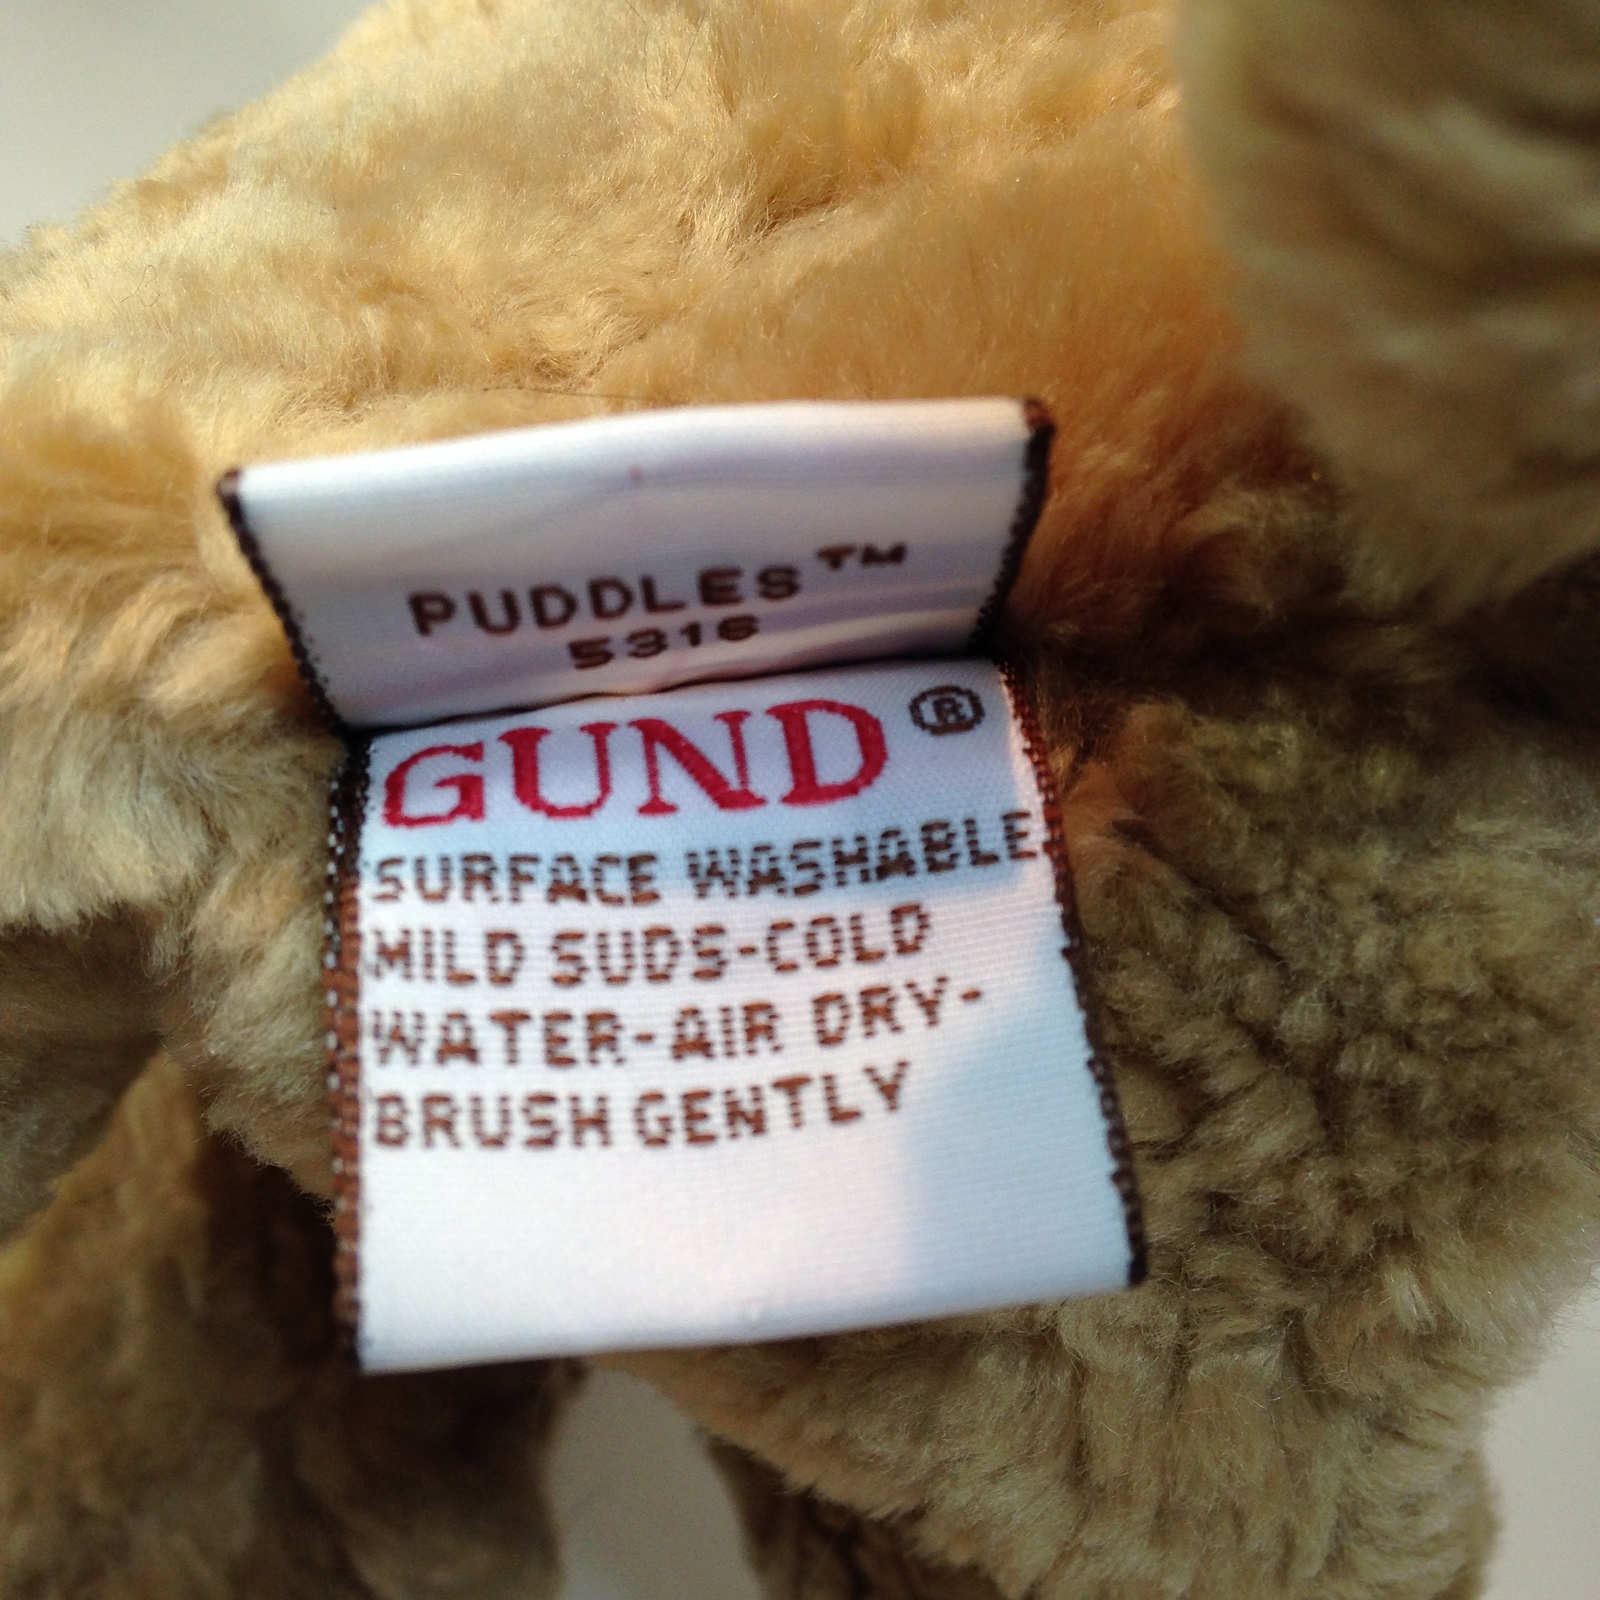 PUDDLES™
5316
GUND®
SURFACE WASHABLE
MILD SUDS-COLD
WATER-AIR DRY-
BRUSH GENTLY